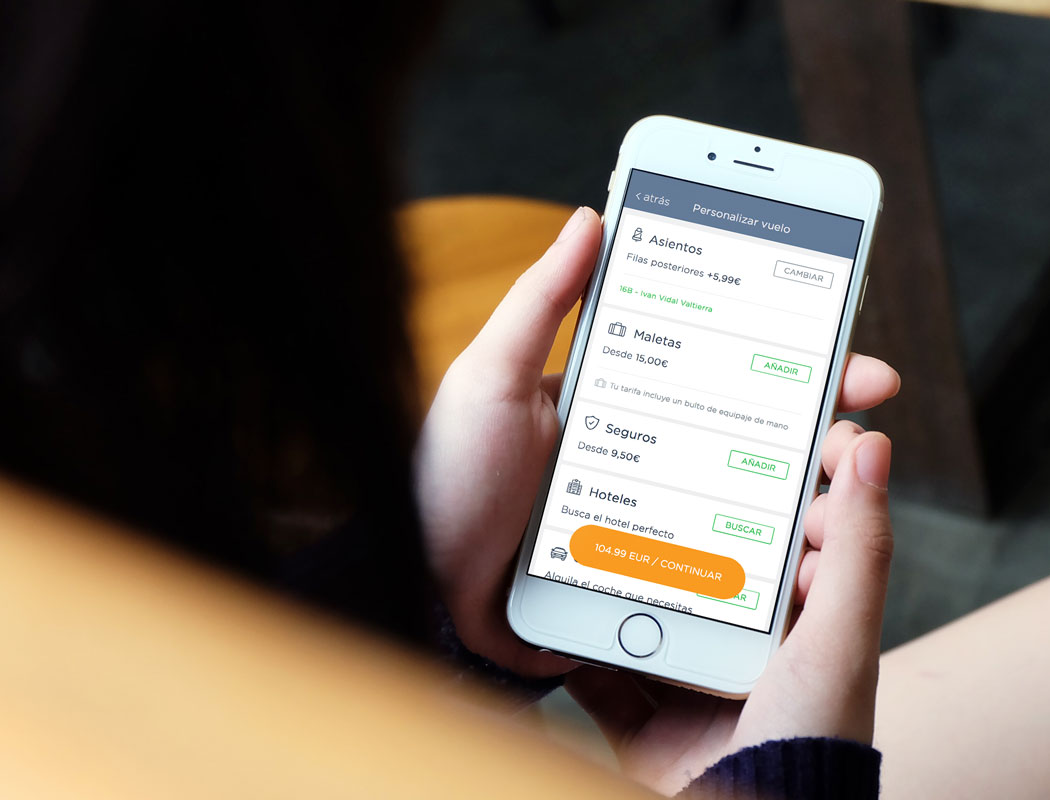 < atrás
Personalizar vuelo
Asientos
Filas posteriores +5,99€
CAMBIAR
16B - Ivan Vidal Valtierra
Maletas
Desde 15,00€
AÑADIR
Tu tarifa incluye un bulto de equipaje de mano
Seguros
Desde 9,50€
AÑADIR
Hoteles
Busca el hotel perfecto
BUSCAR
104.99 EUR / CONTINUAR
Alquila el coche que necesitas